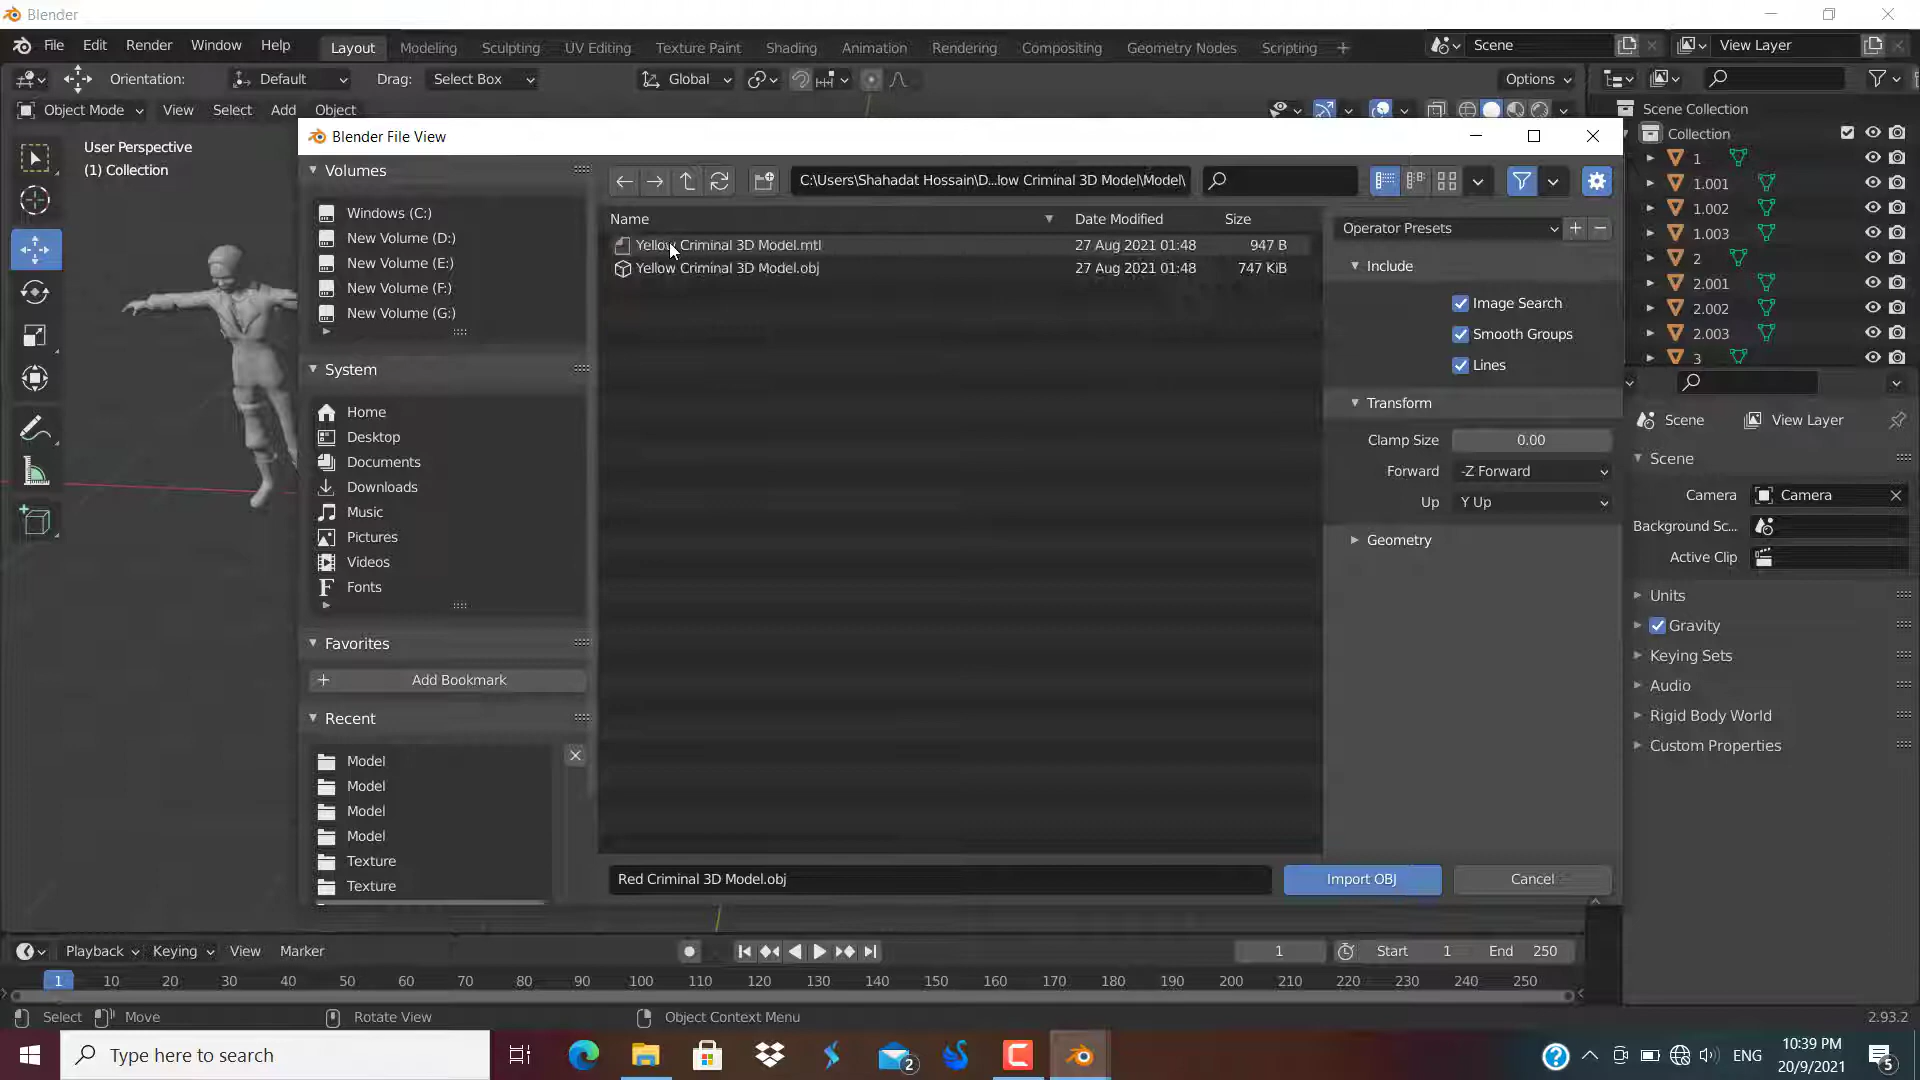 Blender
File Edit Render Window Help Layout Modeling Sculpting UV Editing Texture Paint Shading Animation Rendering Compositing Geometry Nodes Scripting + Scene View Layer
Orientation: Default Drag: Select Box Global Options
Object Mode View Select Add Object
Scene Collection
Collection
1
1.001
1.002
1.003
2
2.001
2.002
2.003
3
User Perspective
(1) Collection
Blender File View
Volumes
Windows (C:)
New Volume (D:)
New Volume (E:)
New Volume (F:)
New Volume (G:)
System
Home
Desktop
Documents
Downloads
Music
Pictures
Videos
Fonts
Favorites
Add Bookmark
Recent
Model
Model
Model
Model
Texture
Texture
C:\Users\Shahadat Hossain\D...low Criminal 3D Model\Model\
Name Date Modified Size
Yellow Criminal 3D Model.mtl 27 Aug 2021 01:48 947 B
Yellow Criminal 3D Model.obj 27 Aug 2021 01:48 747 KiB
Operator Presets
Include
Image Search
Smooth Groups
Lines
Transform
Clamp Size 0.00
Forward -Z Forward
Up Y Up
Geometry
Red Criminal 3D Model.obj Import OBJ Cancel
Scene View Layer
Scene
Camera Camera
Background Sc...
Active Clip
Units
Gravity
Keying Sets
Audio
Rigid Body World
Custom Properties
Playback Keying View Marker 1 Start 1 End 250
1 10 20 30 40 50 60 70 80 90 100 110 120 130 140 150 160 170 180 190 200 210 220 230 240 250
Select Move Rotate View Object Context Menu 2.93.2
Type here to search 2 ENG 10:39 PM
20/9/2021 5